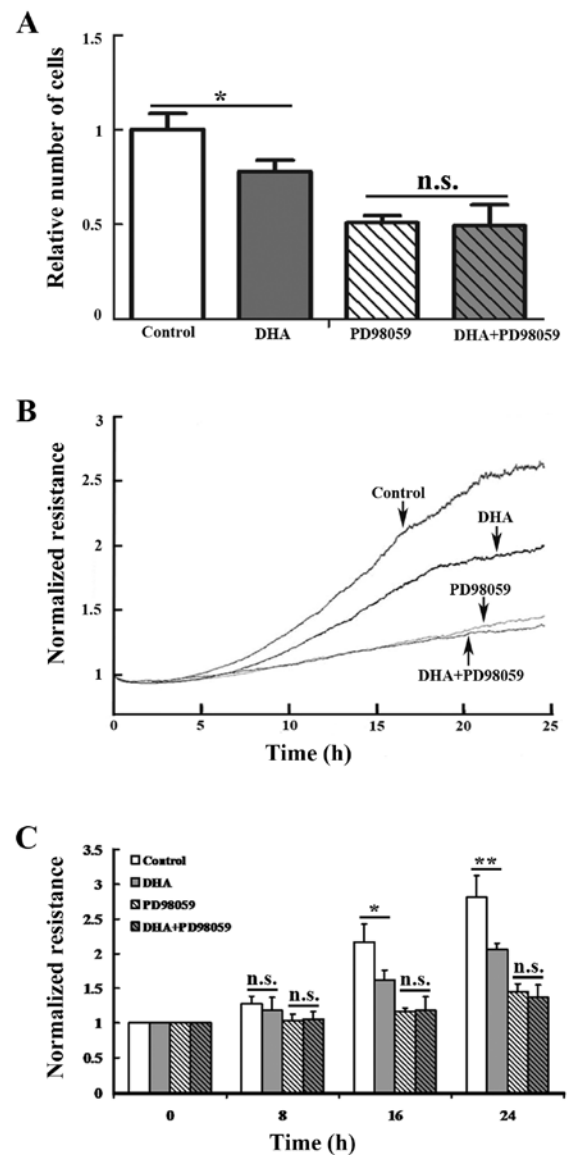 A
Relative number of cells
1.5
1
0.5
0
*
n.s.
Control
DHA
PD98059
DHA+PD98059
B
Normalized resistance
3
2.5
2
1.5
1
Control
DHA
PD98059
DHA+PD98059
0
5
10
15
20
25
Time (h)
C
Normalized resistance
3.5
3
2.5
2
1.5
1
0.5
0
Control
DHA
PD98059
DHA+PD98059
n.s.
n.s.
*
n.s.
**
n.s.
0
8
16
24
Time (h)